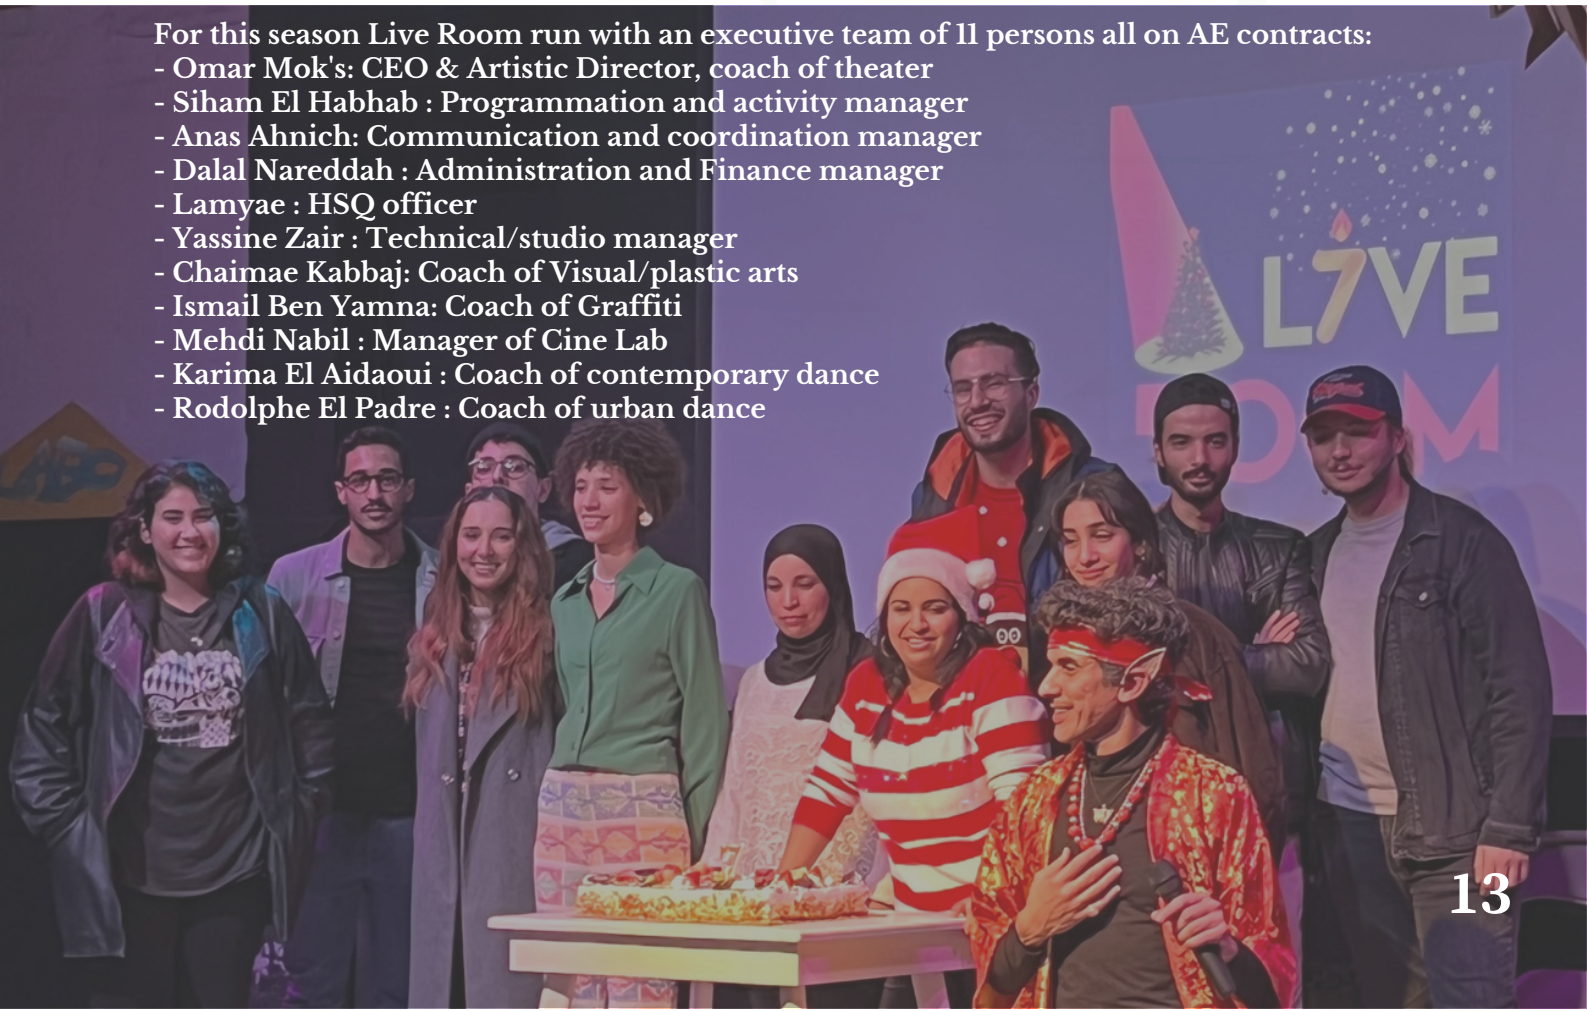 For this season Live Room run with an executive team of 11 persons all on AE contracts:
- Omar Mok's: CEO & Artistic Director, coach of theater
- Siham El Habhab : Programmation and activity manager
- Anas Ahnich: Communication and coordination manager
- Dalal Nareddah : Administration and Finance manager
- Lamyae : HSQ officer
- Yassine Zair : Technical/studio manager
- Chaimae Kabbaj: Coach of Visual/plastic arts
- Ismail Ben Yamna: Coach of Graffiti
- Mehdi Nabil : Manager of Cine Lab
- Karima El Aidaoui : Coach of contemporary dance
- Rodolphe El Padre : Coach of urban dance
L7VE
13